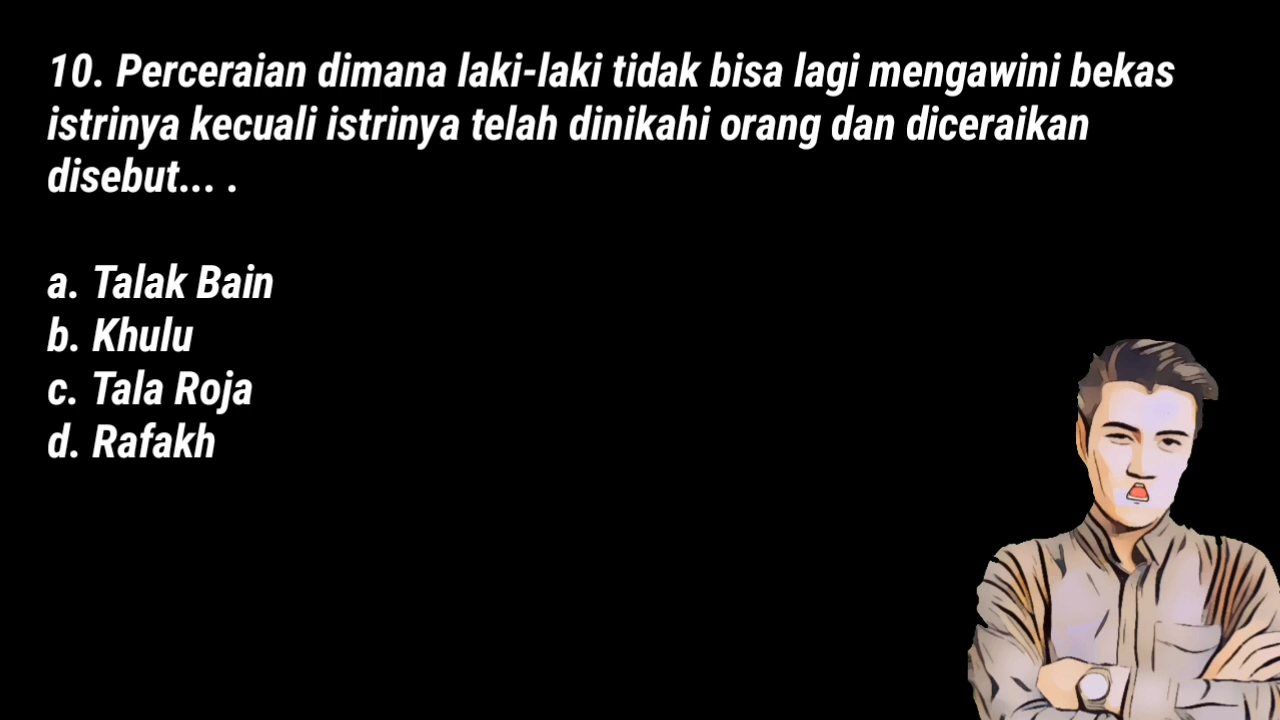 10. Perceraian dimana laki-laki tidak bisa lagi mengawini bekas
istrinya kecuali istrinya telah dinikahi orang dan diceraikan
disebut... .
a. Talak Bain
b. Khulu
c. Tala Roja
d. Rafakh